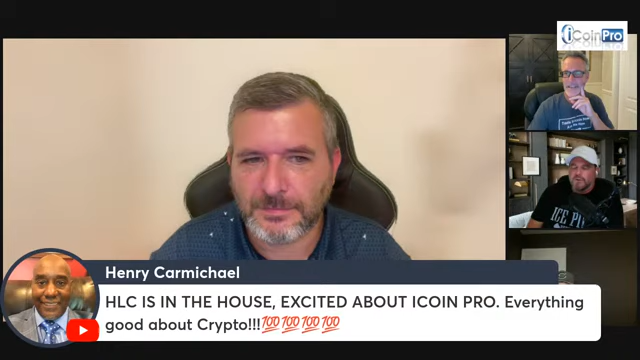 iCoinPro
Henry Carmichael
HLC IS IN THE HOUSE, EXCITED ABOUT ICOIN PRO. Everything
good about Crypto!!!💯💯💯💯